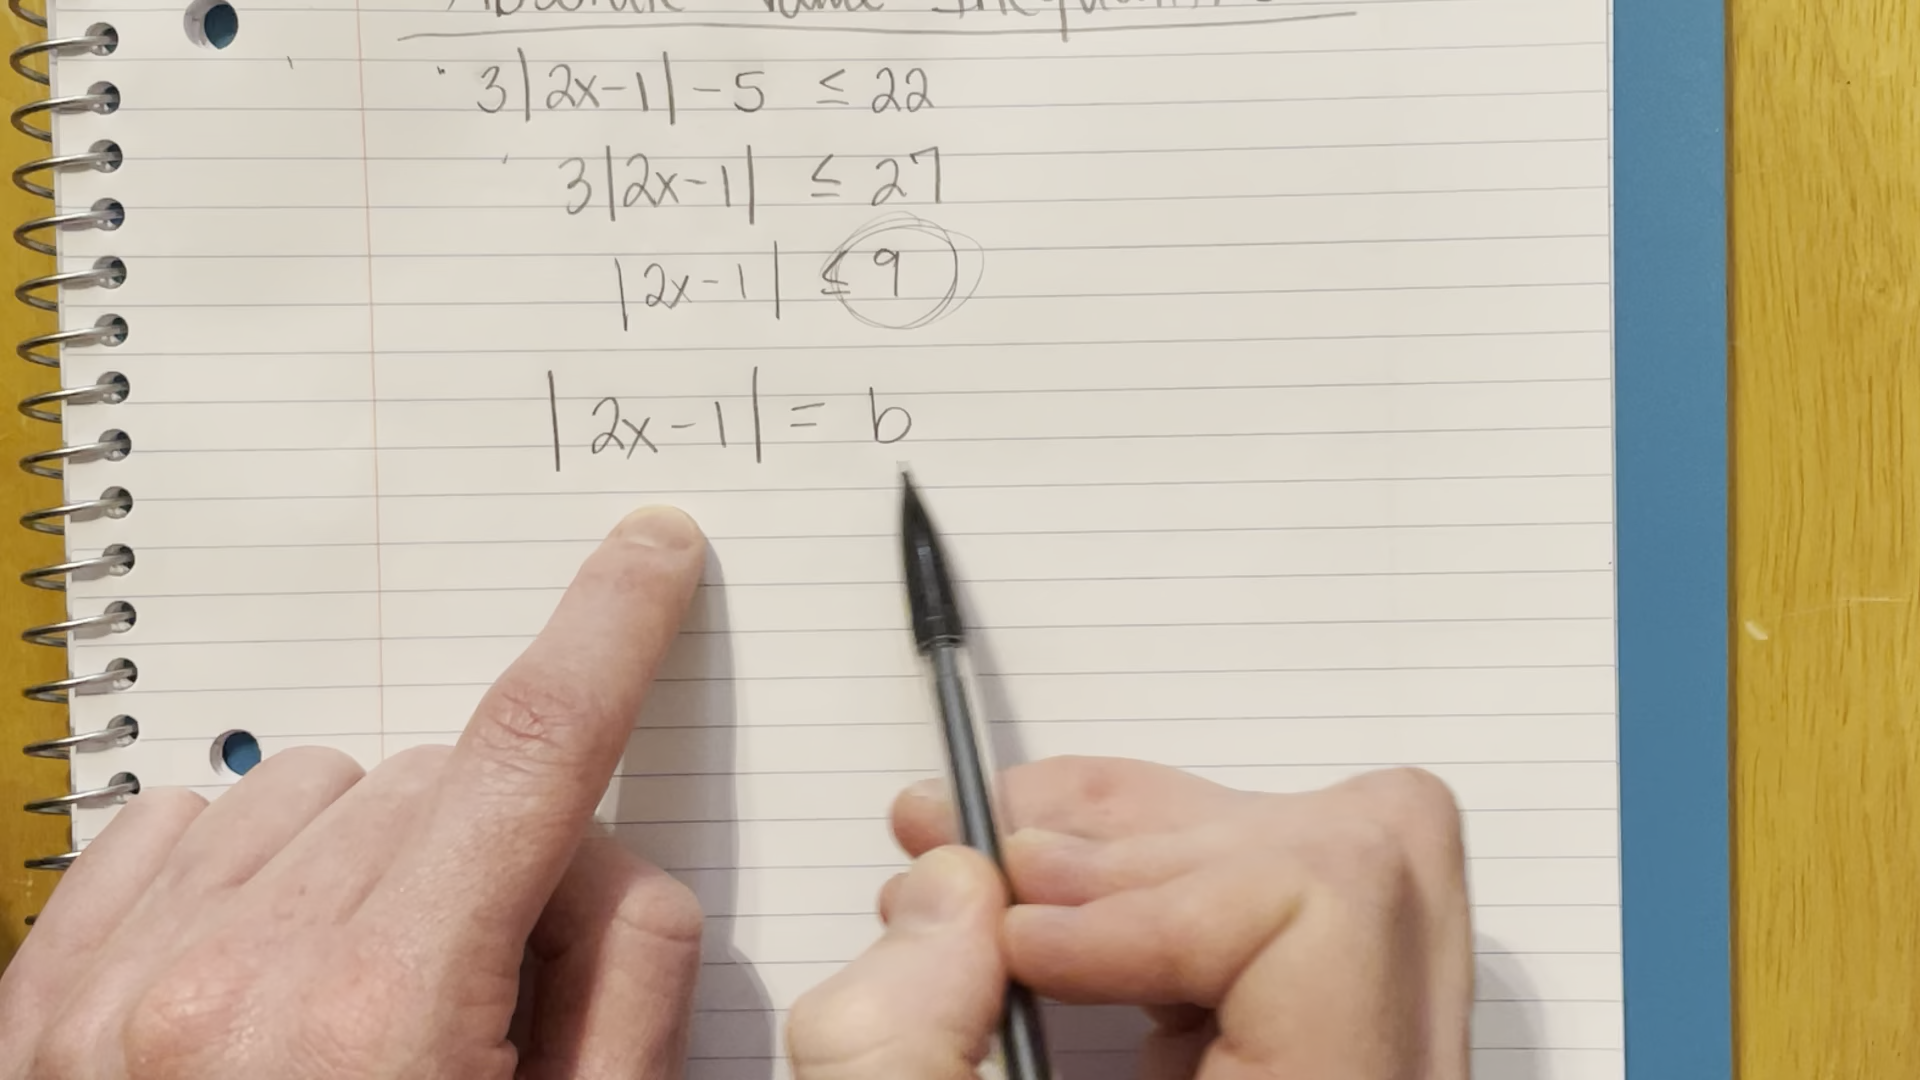 3|2x-1| -5 ≤ 22
3|2x-1| ≤ 27
|2x-1| ≤ 9
|2x-1| = b